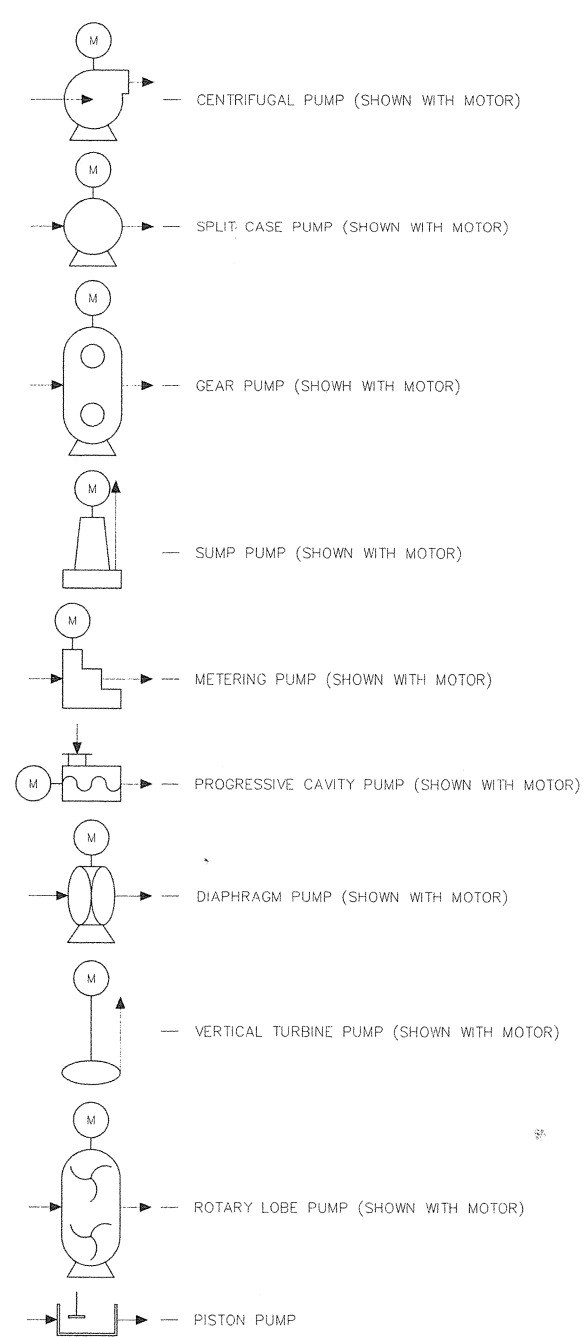 M
— CENTRIFUGAL PUMP (SHOWN WITH MOTOR)
M
— SPLIT CASE PUMP (SHOWN WITH MOTOR)
M
— GEAR PUMP (SHOWH WITH MOTOR)
M
— SUMP PUMP (SHOWN WITH MOTOR)
M
— METERING PUMP (SHOWN WITH MOTOR)
M
— PROGRESSIVE CAVITY PUMP (SHOWN WITH MOTOR)
M
— DIAPHRAGM PUMP (SHOWN WITH MOTOR)
M
— VERTICAL TURBINE PUMP (SHOWN WITH MOTOR)
M
— ROTARY LOBE PUMP (SHOWN WITH MOTOR)
— PISTON PUMP